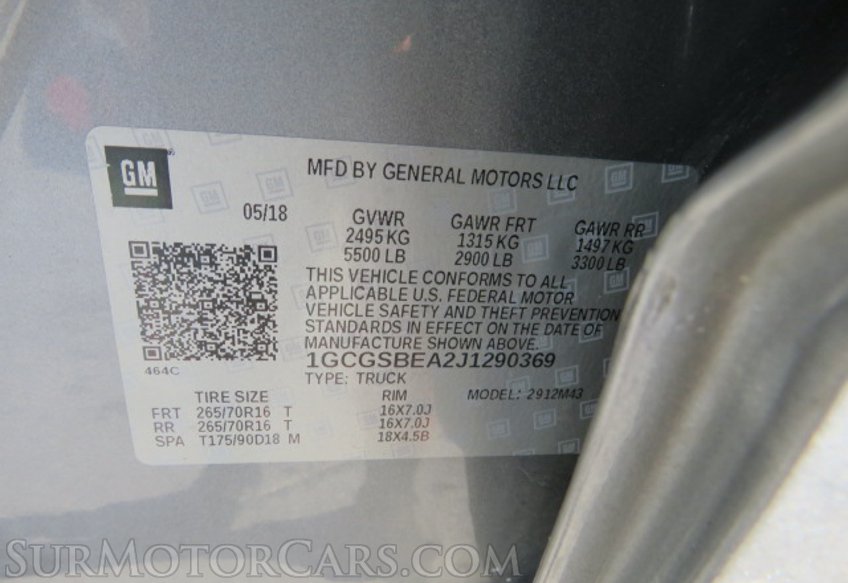 GM
MFD BY GENERAL MOTORS LLC
05/18 GVWR GAWR FRT GAWR RR
2495 KG 1315 KG 1497 KG
5500 LB 2900 LB 3300 LB
THIS VEHICLE CONFORMS TO ALL
APPLICABLE U.S. FEDERAL MOTOR
VEHICLE SAFETY AND THEFT PREVENTION
STANDARDS IN EFFECT ON THE DATE OF
MANUFACTURE SHOWN ABOVE.
1GCGSBEA2J1290369
464C
TYPE: TRUCK MODEL: 2912M43
TIRE SIZE RIM
FRT 265/70R16 T 16X7.0J
RR 265/70R16 T 16X7.0J
SPA T175/90D18 M 18X4.5B
SurMotorCars.com